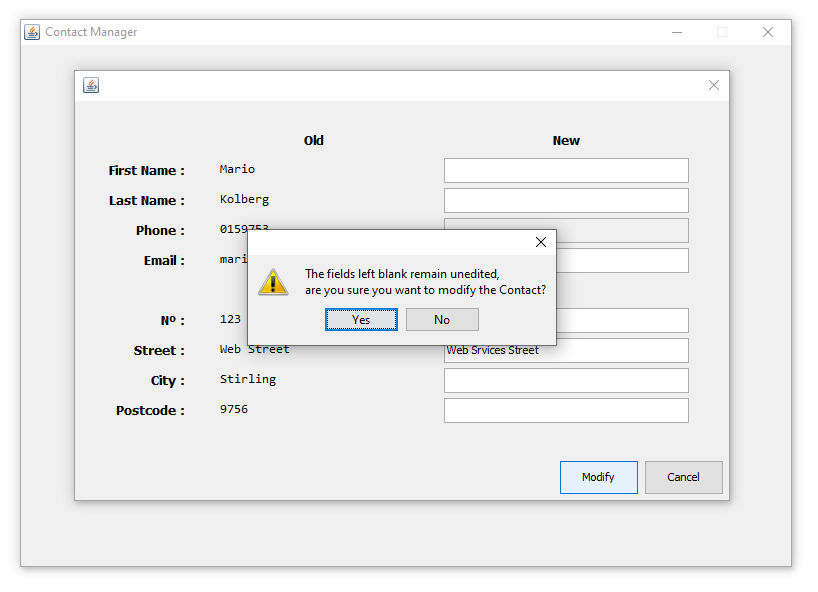 Contact Manager
Old New
First Name : Mario
Last Name : Kolberg
Phone : 0159753
Email :
The fields left blank remain unedited,
are you sure you want to modify the Contact?
Nº : 123
Yes No
Street : Web Street Web Srvices Street
City : Stirling
Postcode : 9756
Modify Cancel